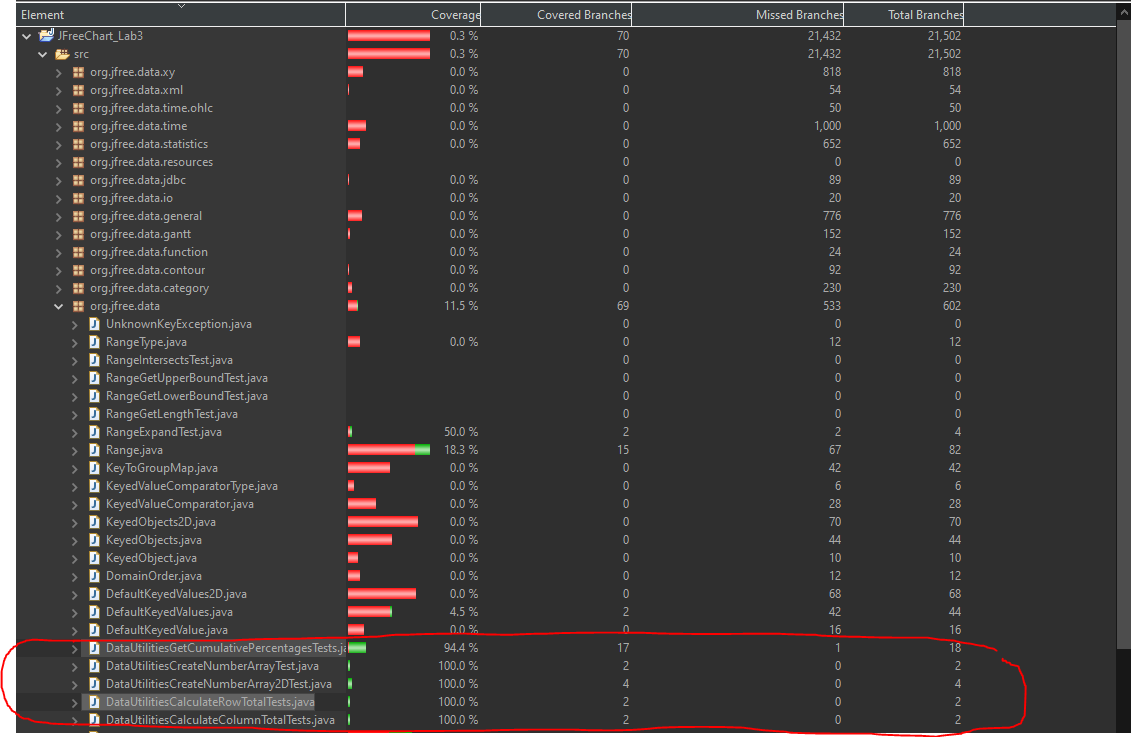 Element Coverage Covered Branches Missed Branches Total Branches
JFreeChart_Lab3 0.3 % 70 21,432 21,502
src 0.3 % 70 21,432 21,502
org.jfree.data.xy 0.0 % 0 818 818
org.jfree.data.xml 0.0 % 0 54 54
org.jfree.data.time.ohlc 0.0 % 0 50 50
org.jfree.data.time 0.0 % 0 1,000 1,000
org.jfree.data.statistics 0.0 % 0 652 652
org.jfree.data.resources 0 0 0
org.jfree.data.jdbc 0.0 % 0 89 89
org.jfree.data.io 0.0 % 0 20 20
org.jfree.data.general 0.0 % 0 776 776
org.jfree.data.gantt 0.0 % 0 152 152
org.jfree.data.function 0.0 % 0 24 24
org.jfree.data.contour 0.0 % 0 92 92
org.jfree.data.category 0.0 % 0 230 230
org.jfree.data 11.5 % 69 533 602
UnknownKeyException.java 0 0 0
RangeType.java 0.0 % 0 12 12
RangeIntersectsTest.java 0 0 0
RangeGetUpperBoundTest.java 0 0 0
RangeGetLowerBoundTest.java 0 0 0
RangeGetLengthTest.java 0 0 0
RangeExpandTest.java 50.0 % 2 2 4
Range.java 18.3 % 15 67 82
KeyToGroupMap.java 0.0 % 0 42 42
KeyedValueComparatorType.java 0.0 % 0 6 6
KeyedValueComparator.java 0.0 % 0 28 28
KeyedObjects2D.java 0.0 % 0 70 70
KeyedObjects.java 0.0 % 0 44 44
KeyedObject.java 0.0 % 0 10 10
DomainOrder.java 0.0 % 0 12 12
DefaultKeyedValues2D.java 0.0 % 0 68 68
DefaultKeyedValues.java 4.5 % 2 42 44
DefaultKeyedValue.java 0.0 % 0 16 16
DataUtilitiesGetCumulativePercentagesTests.ja 94.4 % 17 1 18
DataUtilitiesCreateNumberArrayTest.java 100.0 % 2 0 2
DataUtilitiesCreateNumberArray2DTest.java 100.0 % 4 0 4
DataUtilitiesCalculateRowTotalTests.java 100.0 % 2 0 2
DataUtilitiesCalculateColumnTotalTests.java 100.0 % 2 0 2